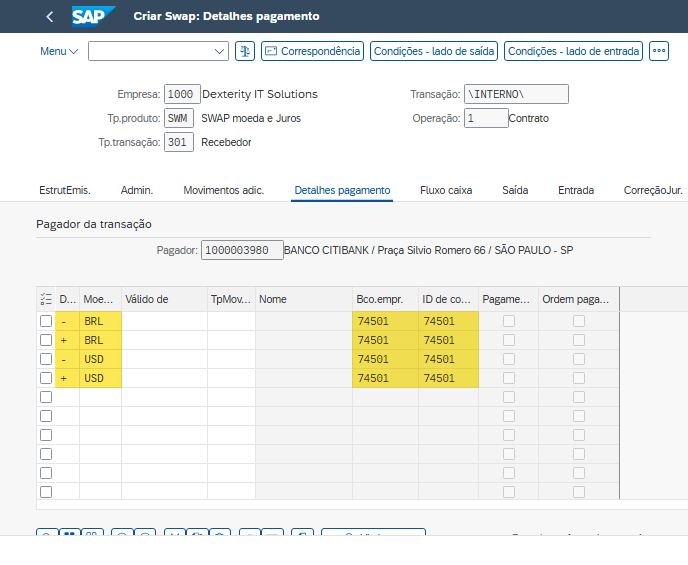 SAP Criar Swap: Detalhes pagamento
Menu Correspondência Condições - lado de saída Condições - lado de entrada
Empresa: 1000 Dexterity IT Solutions Transação: \INTERNO\
Tp.produto: SWM SWAP moeda e Juros Operação: 1 Contrato
Tp.transação: 301 Recebedor
EstrutEmis. Admin. Movimentos adic. Detalhes pagamento Fluxo caixa Saída Entrada CorreçãoJur.
Pagador da transação
Pagador: 1000003980 BANCO CITIBANK / Praça Silvio Romero 66 / SÃO PAULO - SP
D... Moe... Válido de TpMov... Nome Bco.empr. ID de co... Pagame... Ordem paga...
- BRL 74501 74501
+ BRL 74501 74501
- USD 74501 74501
+ USD 74501 74501